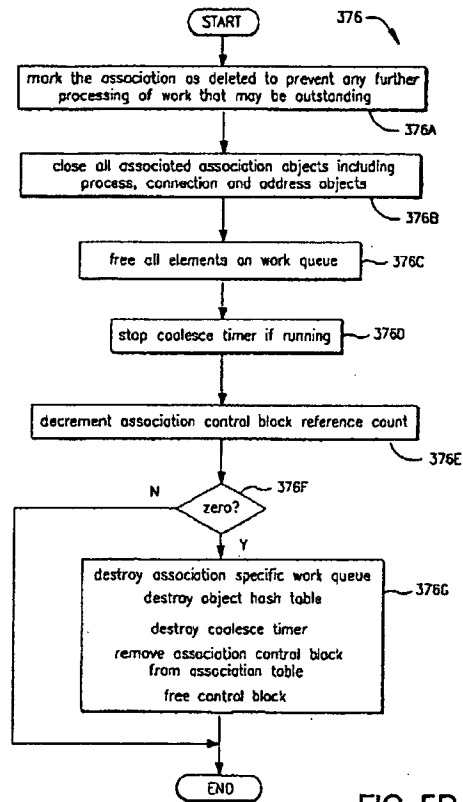 START
376
mark the association as deleted to prevent any further
processing of work that may be outstanding
376A
close all associated association objects including
process, connection and address objects
376B
free all elements on work queue
376C
stop coalesce timer if running
376D
decrement association control block reference count
376E
376F
N
zero?
Y
destroy association specific work queue
destroy object hash table
376G
destroy coalesce timer
remove association control block
from association table
free control block
END